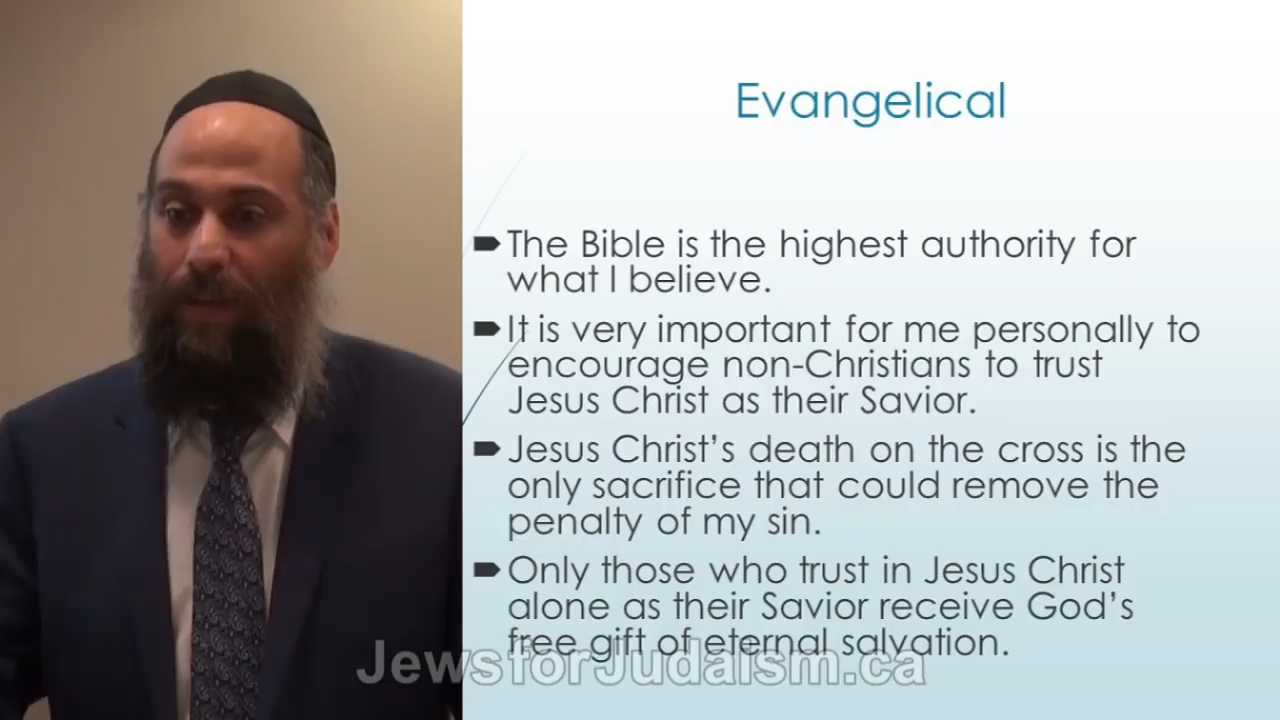 Evangelical
The Bible is the highest authority for
what I believe.
It is very important for me personally to
encourage non-Christians to trust
Jesus Christ as their Savior.
Jesus Christ’s death on the cross is the
only sacrifice that could remove the
penalty of my sin.
Only those who trust in Jesus Christ
alone as their Savior receive God’s
free gift of eternal salvation.
JewsforJudaism.ca